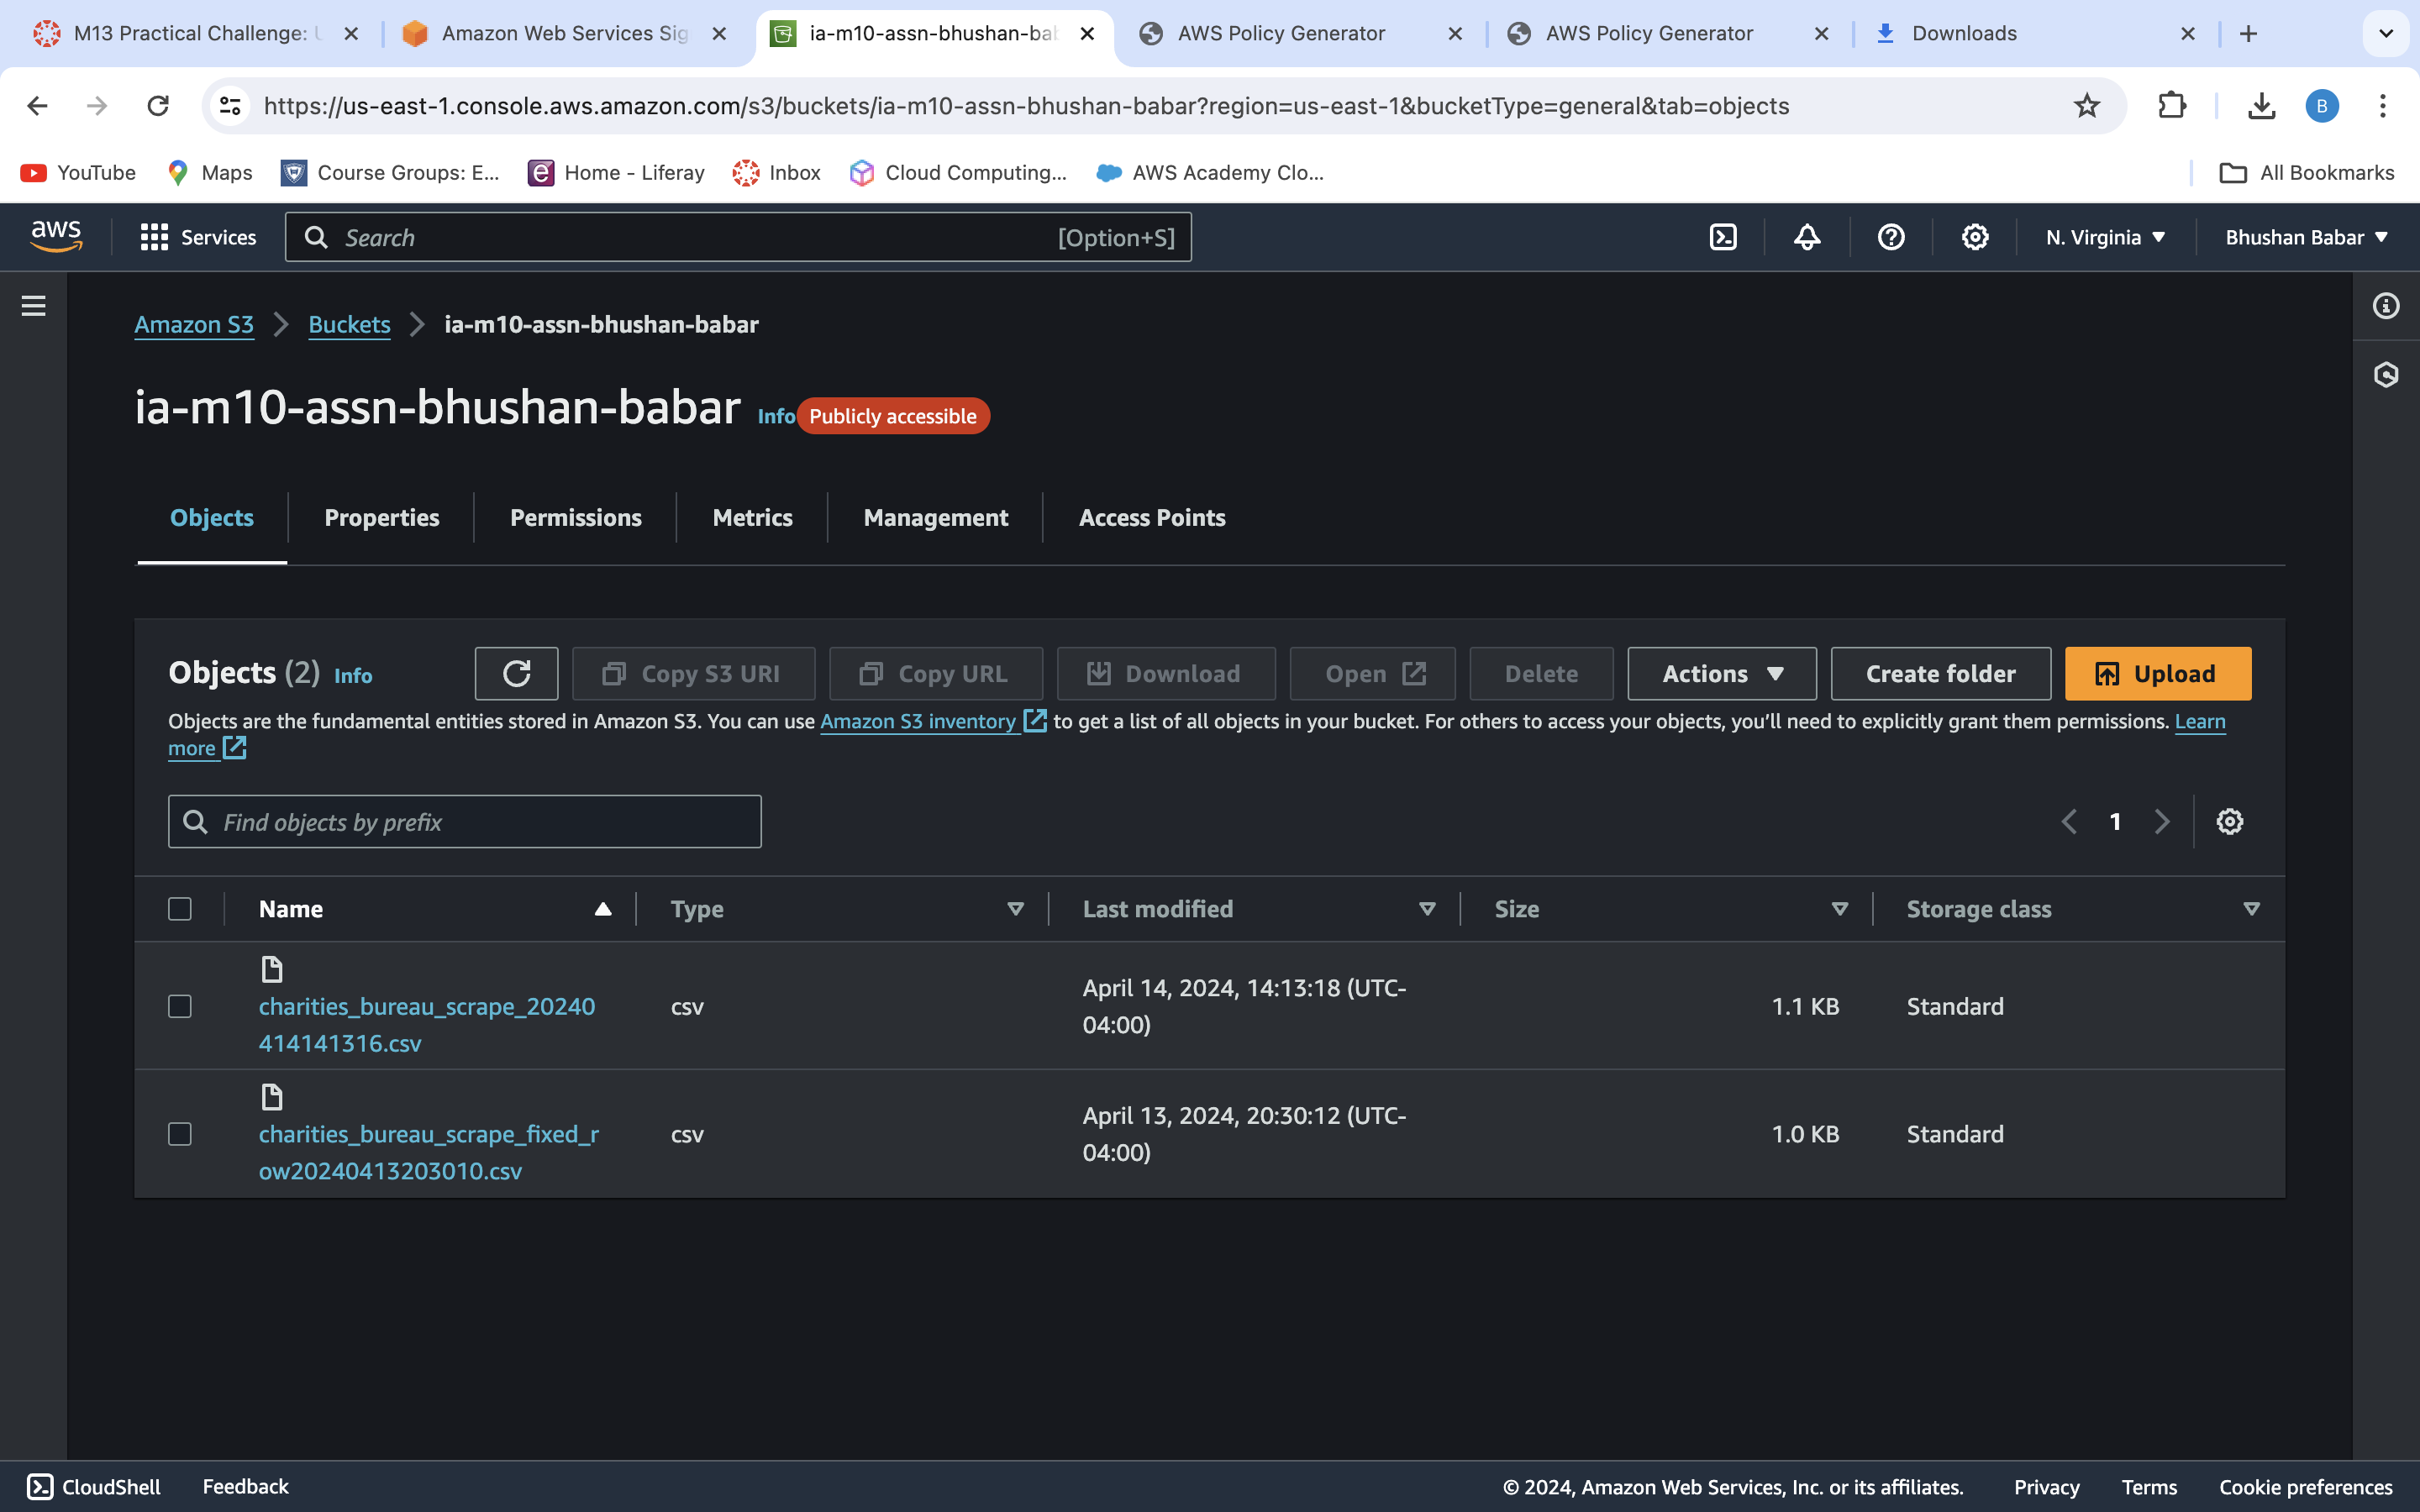 M13 Practical Challenge: U
Amazon Web Services Sig
ia-m10-assn-bhushan-bab
AWS Policy Generator
AWS Policy Generator
Downloads
https://us-east-1.console.aws.amazon.com/s3/buckets/ia-m10-assn-bhushan-babar?region=us-east-1&bucketType=general&tab=objects
B
YouTube
Maps
Course Groups: E...
Home - Liferay
Inbox
Cloud Computing...
AWS Academy Clo...
All Bookmarks
aws
Services
Search
[Option+S]
N. Virginia
Bhushan Babar
Amazon S3
Buckets
ia-m10-assn-bhushan-babar
ia-m10-assn-bhushan-babar
Info
Publicly accessible
Objects
Properties
Permissions
Metrics
Management
Access Points
Objects (2)
Info
Copy S3 URI
Copy URL
Download
Open
Delete
Actions
Create folder
Upload
Objects are the fundamental entities stored in Amazon S3. You can use Amazon S3 inventory to get a list of all objects in your bucket. For others to access your objects, you’ll need to explicitly grant them permissions. Learn
more
Find objects by prefix
1
Name
Type
Last modified
Size
Storage class
charities_bureau_scrape_20240
414141316.csv
csv
April 14, 2024, 14:13:18 (UTC-
04:00)
1.1 KB
Standard
charities_bureau_scrape_fixed_r
ow20240413203010.csv
csv
April 13, 2024, 20:30:12 (UTC-
04:00)
1.0 KB
Standard
CloudShell
Feedback
© 2024, Amazon Web Services, Inc. or its affiliates.
Privacy
Terms
Cookie preferences